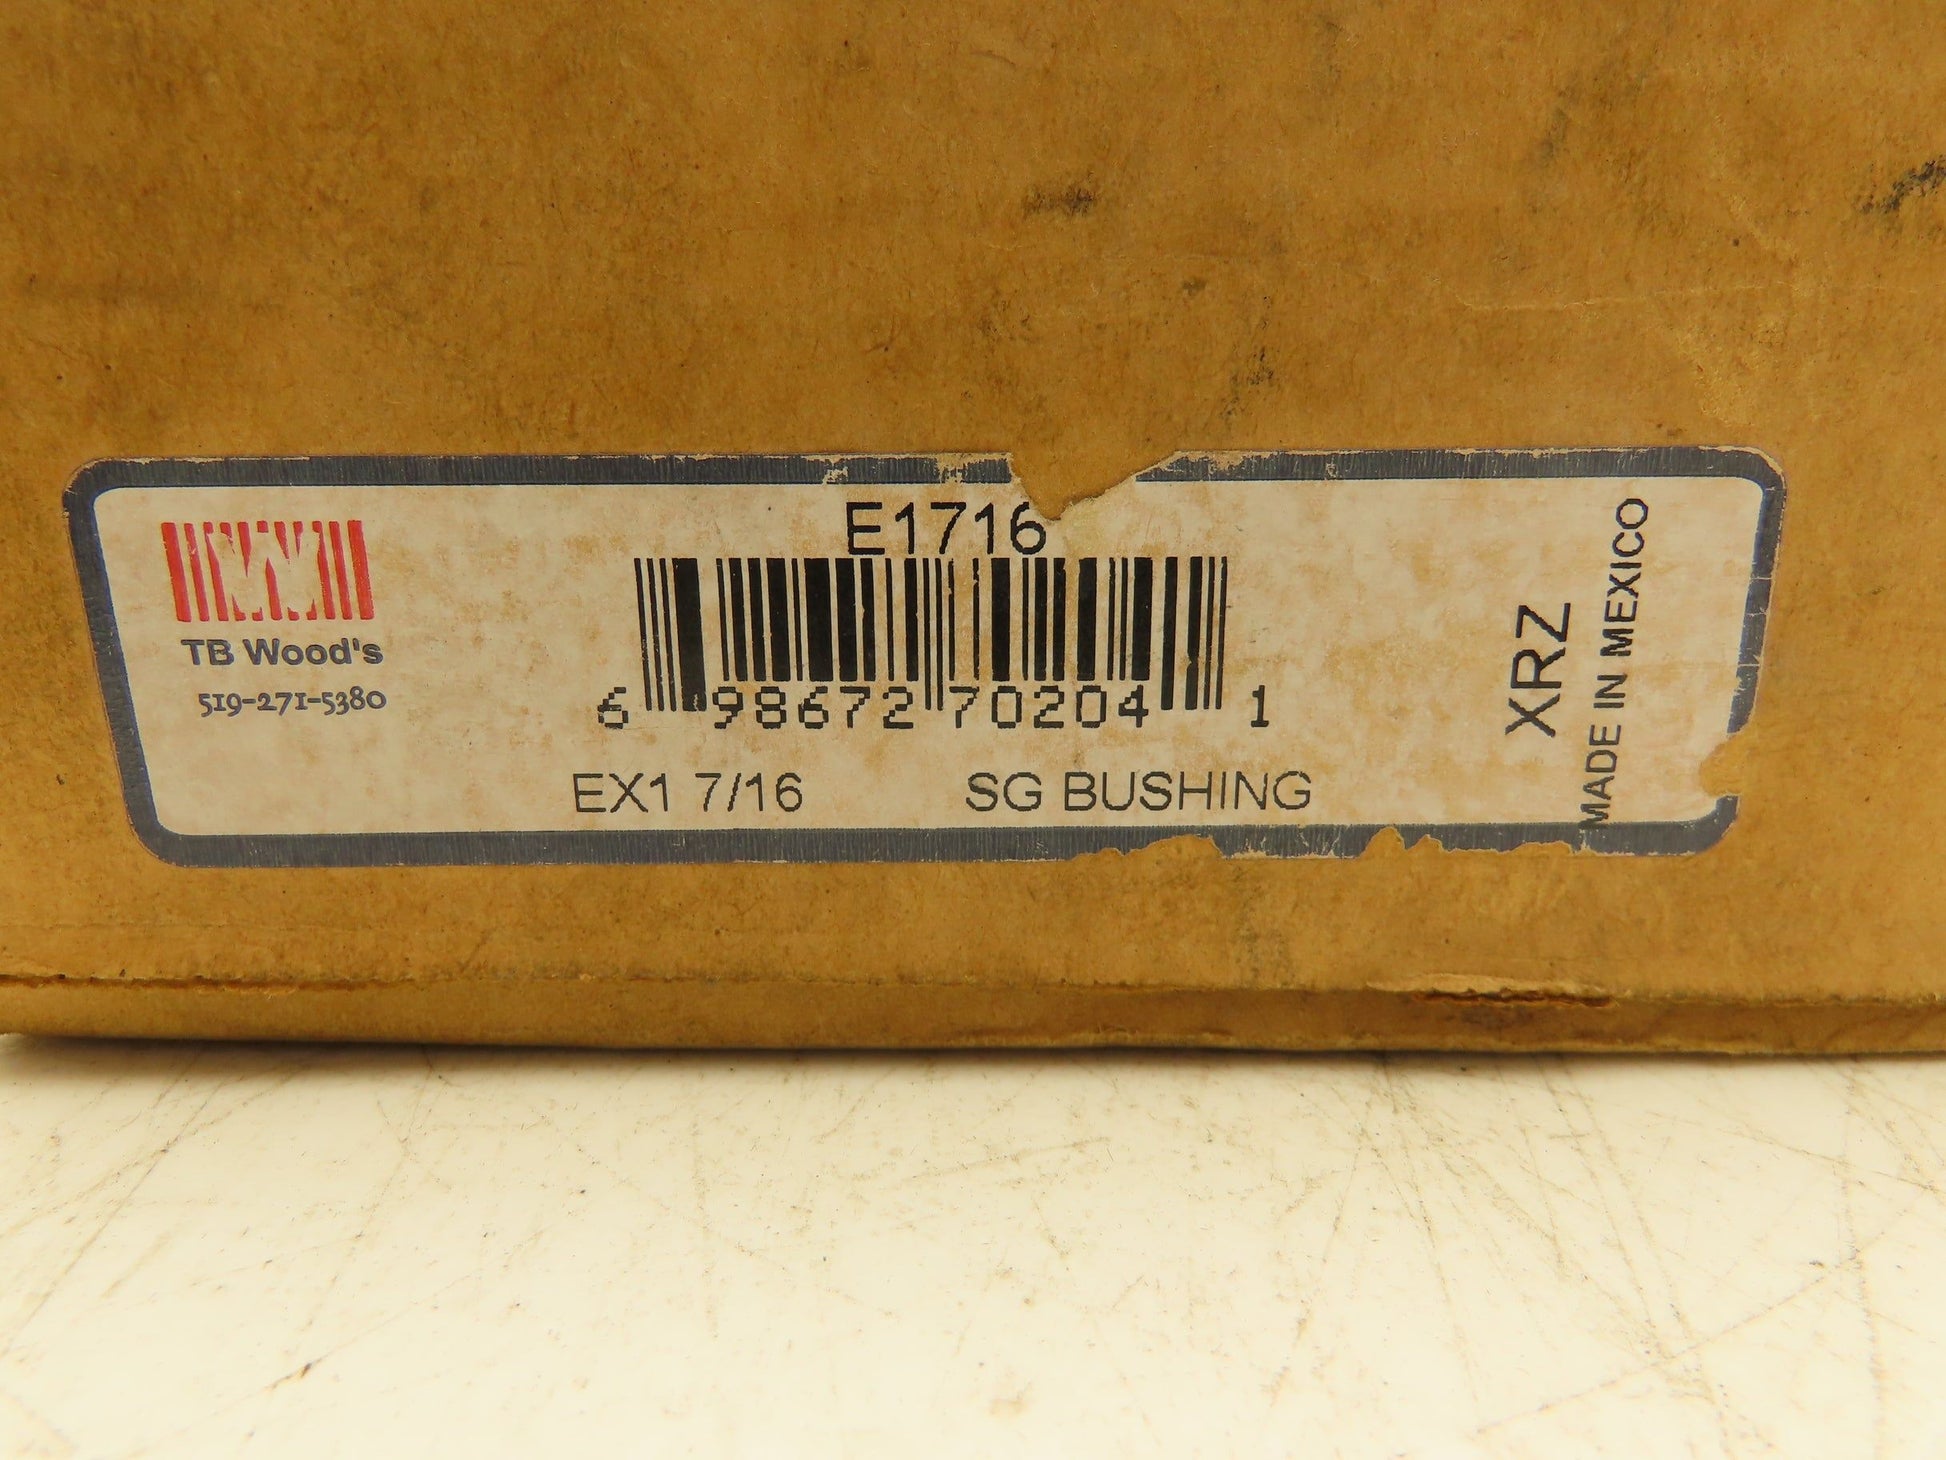 E1716
TB Wood's
519-271-5380
6 98672 70204 1
EX1 7/16 SG BUSHING
XRZ
MADE IN MEXICO